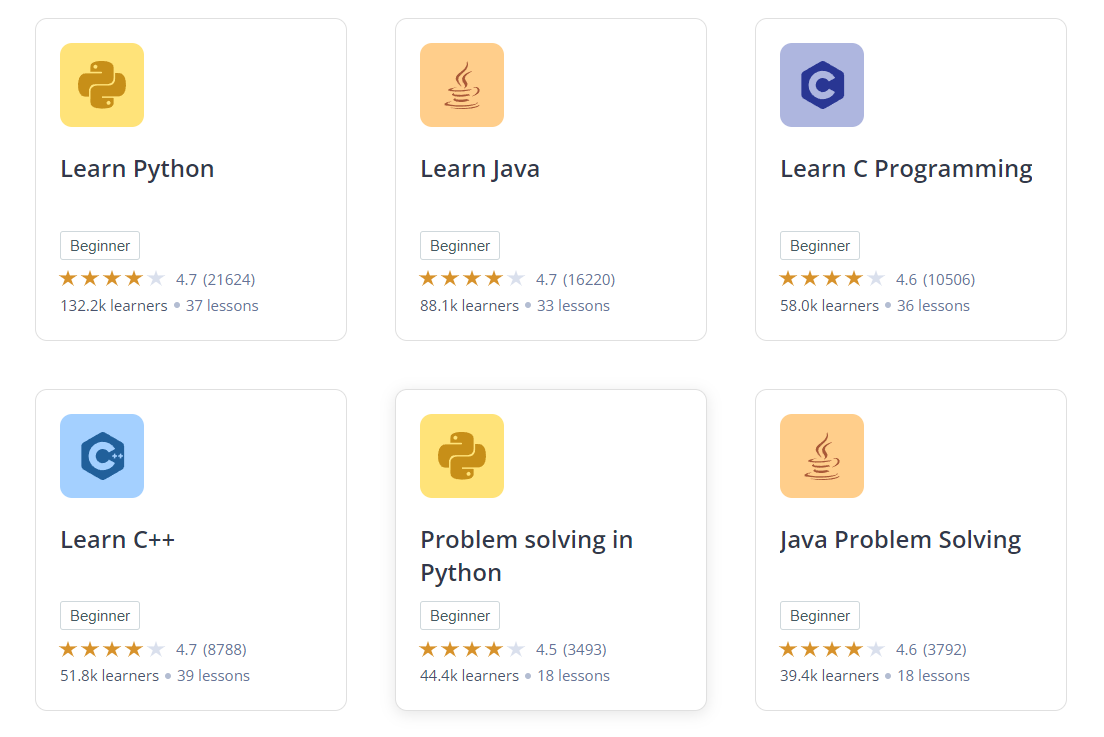 Learn Python
Beginner
4.7 (21624)
132.2k learners • 37 lessons
Learn Java
Beginner
4.7 (16220)
88.1k learners • 33 lessons
C
Learn C Programming
Beginner
4.6 (10506)
58.0k learners • 36 lessons
C++
Learn C++
Beginner
4.7 (8788)
51.8k learners • 39 lessons
Problem solving in
Python
Beginner
4.5 (3493)
44.4k learners • 18 lessons
Java Problem Solving
Beginner
4.6 (3792)
39.4k learners • 18 lessons